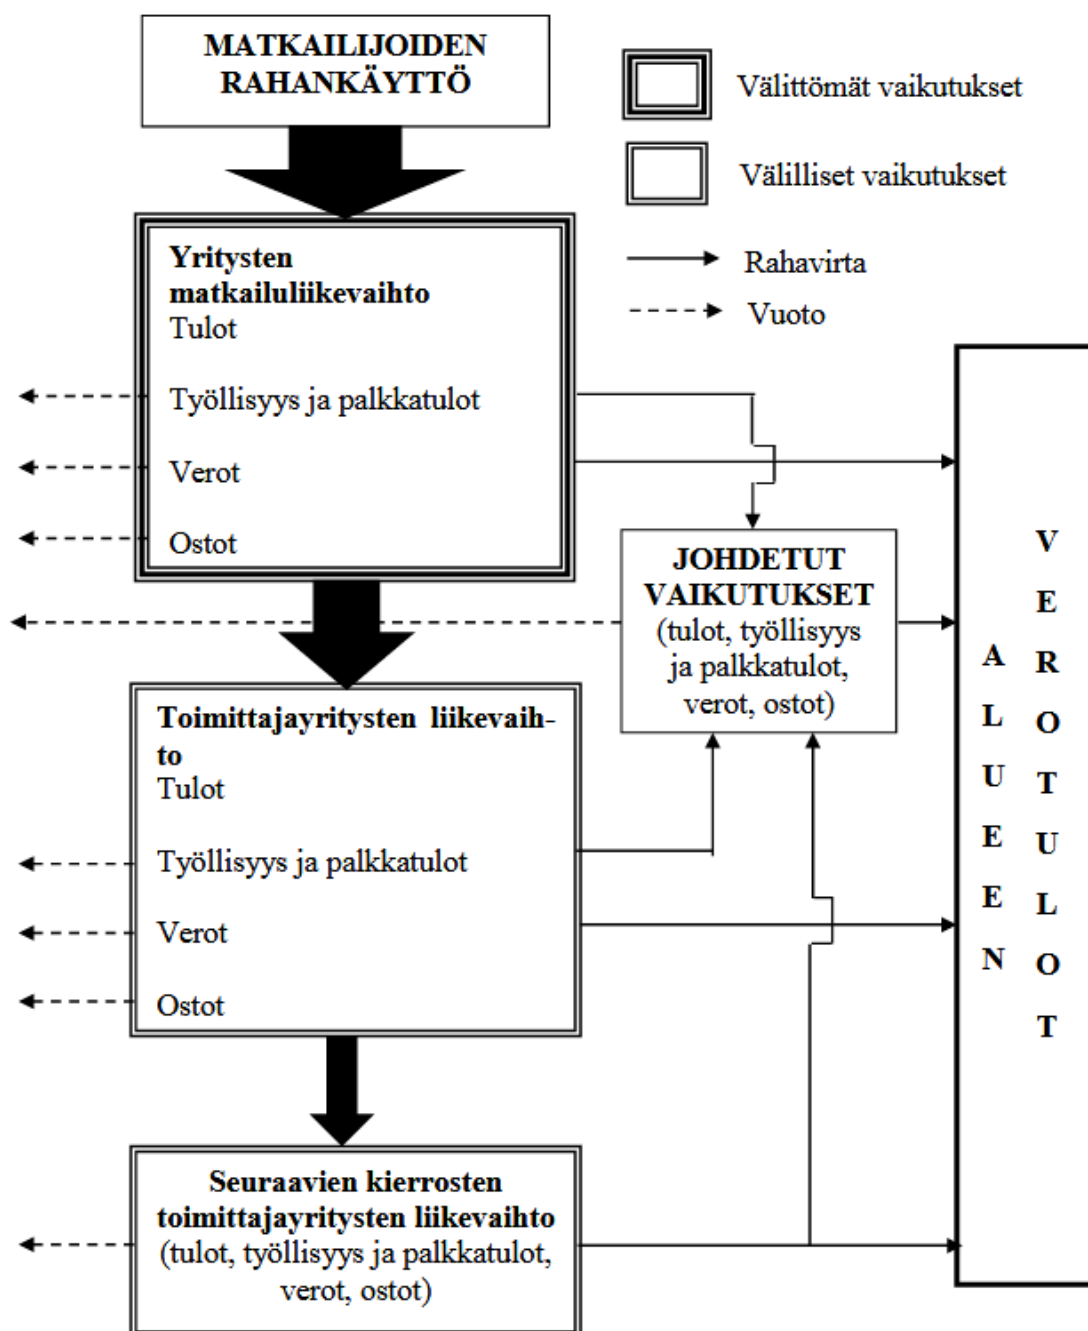 MATKAILIJOIDEN
RAHANKÄYTTÖ
Välittömät vaikutukset
Välilliset vaikutukset
Rahavirta
Vuoto
Yritysten
matkailuliikevaihto
Tulot
Työllisyys ja palkkatulot
Verot
Ostot
JOHDETUT
VAIKUTUKSET
(tulot, työllisyys
ja palkkatulot,
verot, ostot)
Toimittajayritysten liikevaih-
to
Tulot
Työllisyys ja palkkatulot
Verot
Ostot
Seuraavien kierrosten
toimittajayritysten liikevaihto
(tulot, työllisyys ja palkkatulot,
verot, ostot)
ALUEEN
VEROTULOT